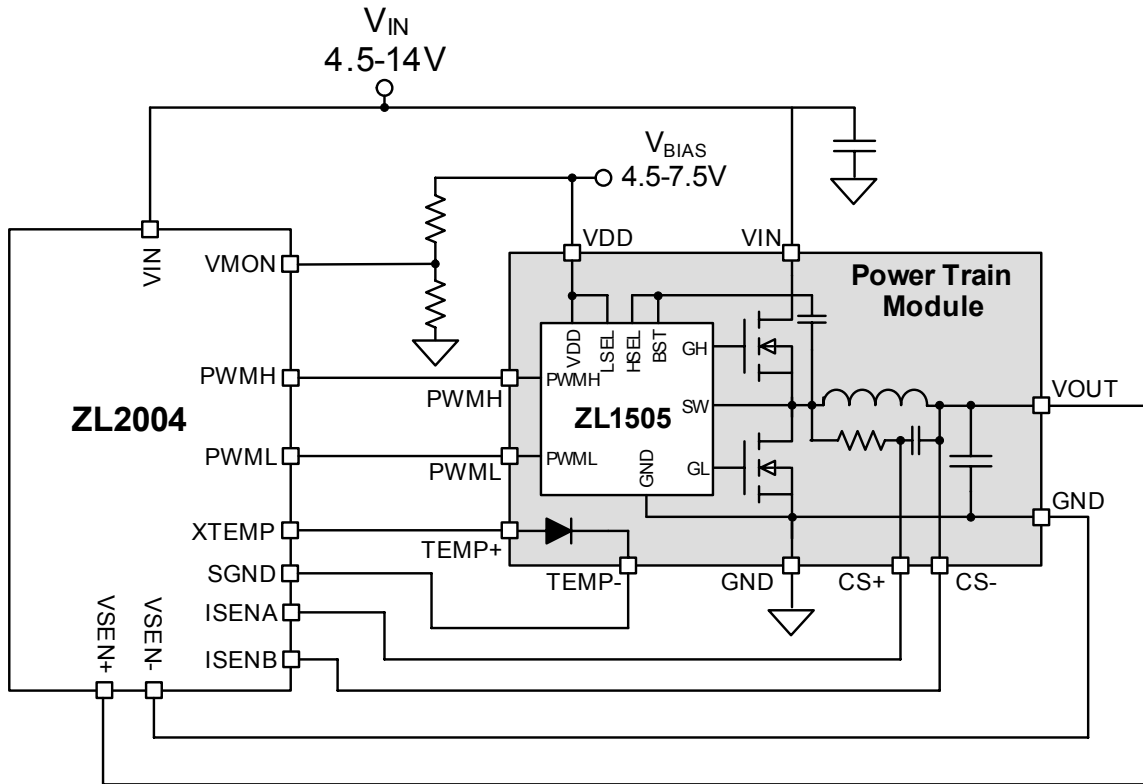 VIN
4.5-14V
VBIAS
4.5-7.5V
VIN
VMON
VDD
VIN
Power Train
Module
VDD
LSEL
HSEL
BST
GH
PWMH
PWMH
PWMH
ZL2004
ZL1505
SW
VOUT
PWML
PWML
PWML
GND
GL
GND
XTEMP
TEMP+
SGND
TEMP-
GND
CS+
CS-
ISENA
ISENB
VSEN+
VSEN-